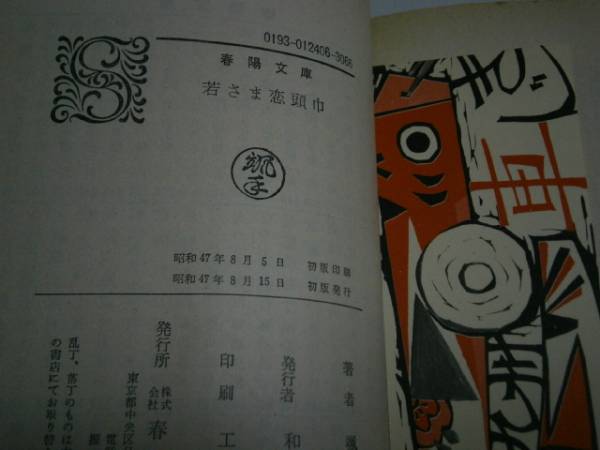 0193-012406-3066
春陽文庫
若さま恋頭巾
昭和47年8月5日 初版印刷
昭和47年8月15日 初版発行
著者 颯
発行者 和
印刷 工
発行所 株式会社 春
東京都中央区
電
振
乱丁、落丁のものは
の書店にてお取り替
車